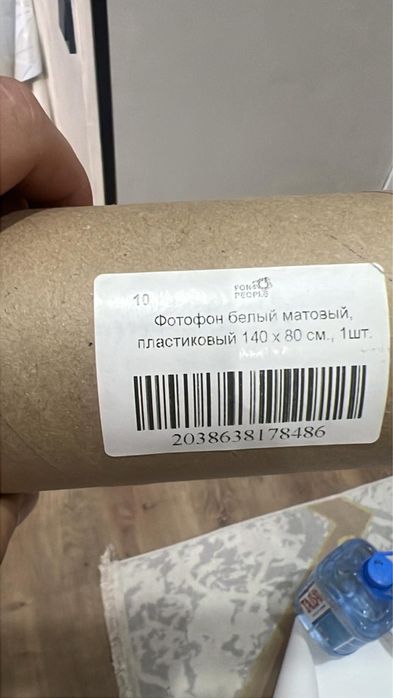 10
FONS
PEOPLE
Фотофон белый матовый,
пластиковый 140 x 80 см., 1шт.
2038638178486